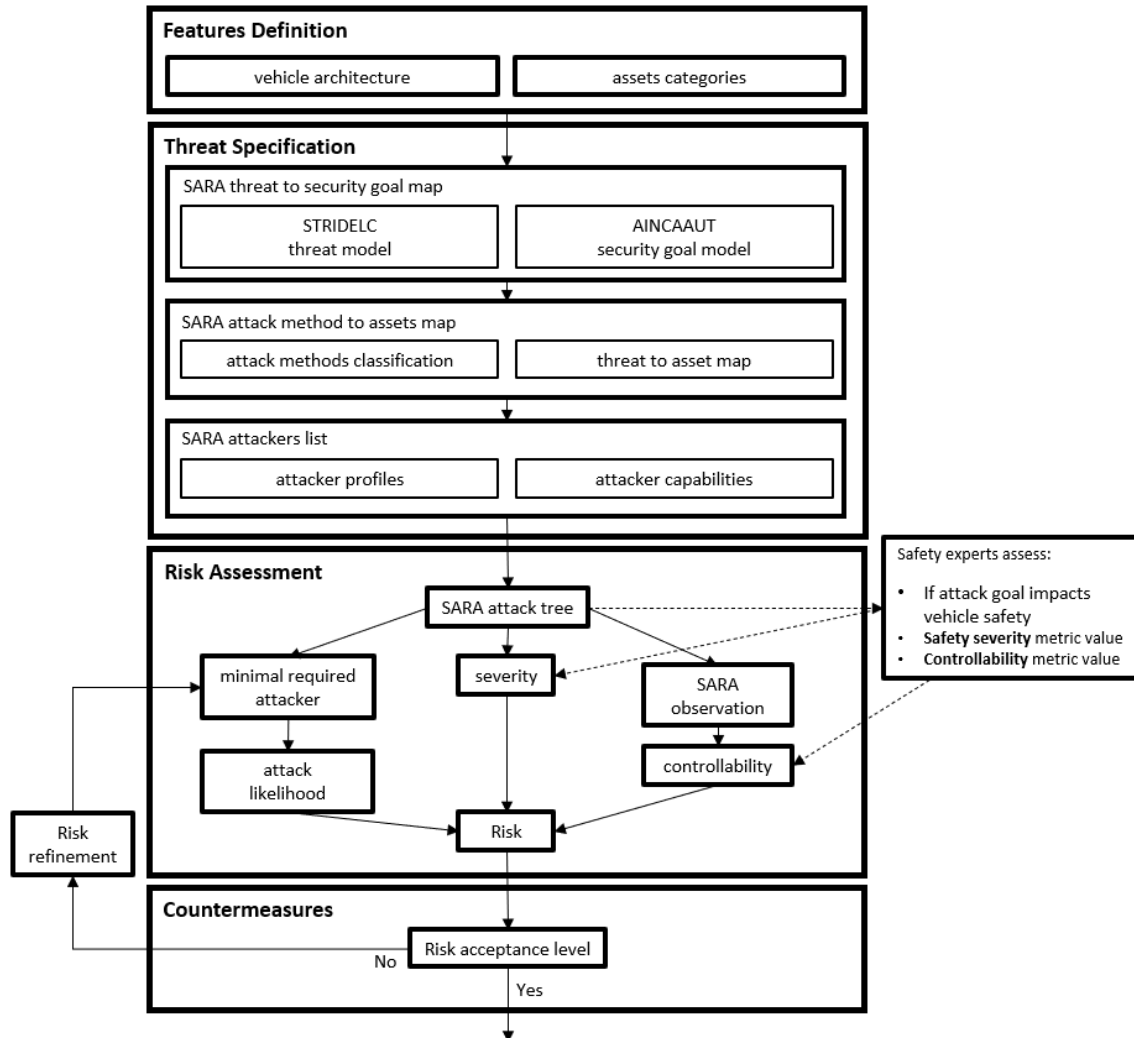 Features Definition
vehicle architecture
assets categories
Threat Specification
SARA threat to security goal map
STRIDELC
threat model
AINCAAUT
security goal model
SARA attack method to assets map
attack methods classification
threat to asset map
SARA attackers list
attacker profiles
attacker capabilities
Risk Assessment
SARA attack tree
minimal required
attacker
severity
SARA
observation
attack
likelihood
controllability
Risk
Safety experts assess:
• If attack goal impacts
vehicle safety
• Safety severity metric value
• Controllability metric value
Risk
refinement
Countermeasures
Risk acceptance level
No
Yes